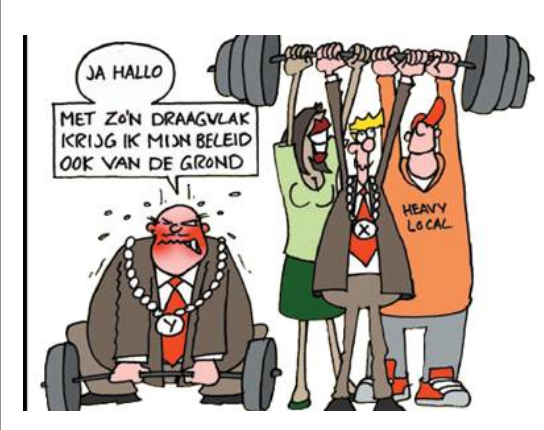 JA HALLO
MET ZO'N DRAAGVLAK
KRIJG IK MIJN BELEID
OOK VAN DE GROND
Y
X
HEAVY
LOCAL